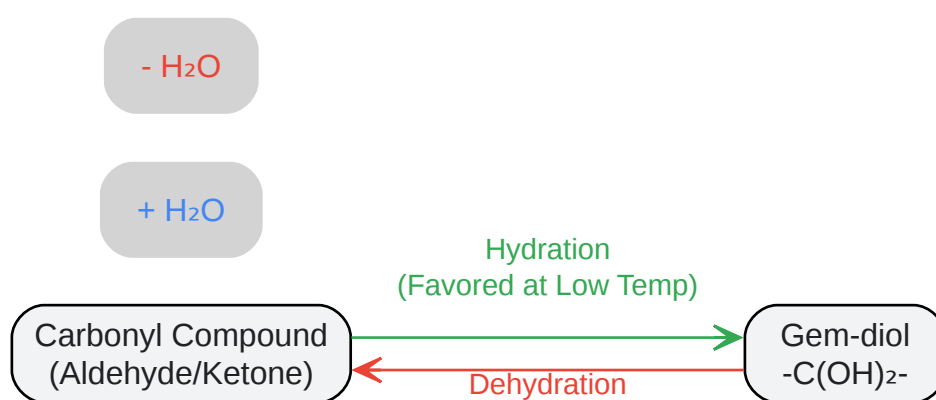 - H₂O
+ H₂O
Hydration
(Favored at Low Temp)
Carbonyl Compound
(Aldehyde/Ketone)
Gem-diol
-C(OH)₂-
Dehydration